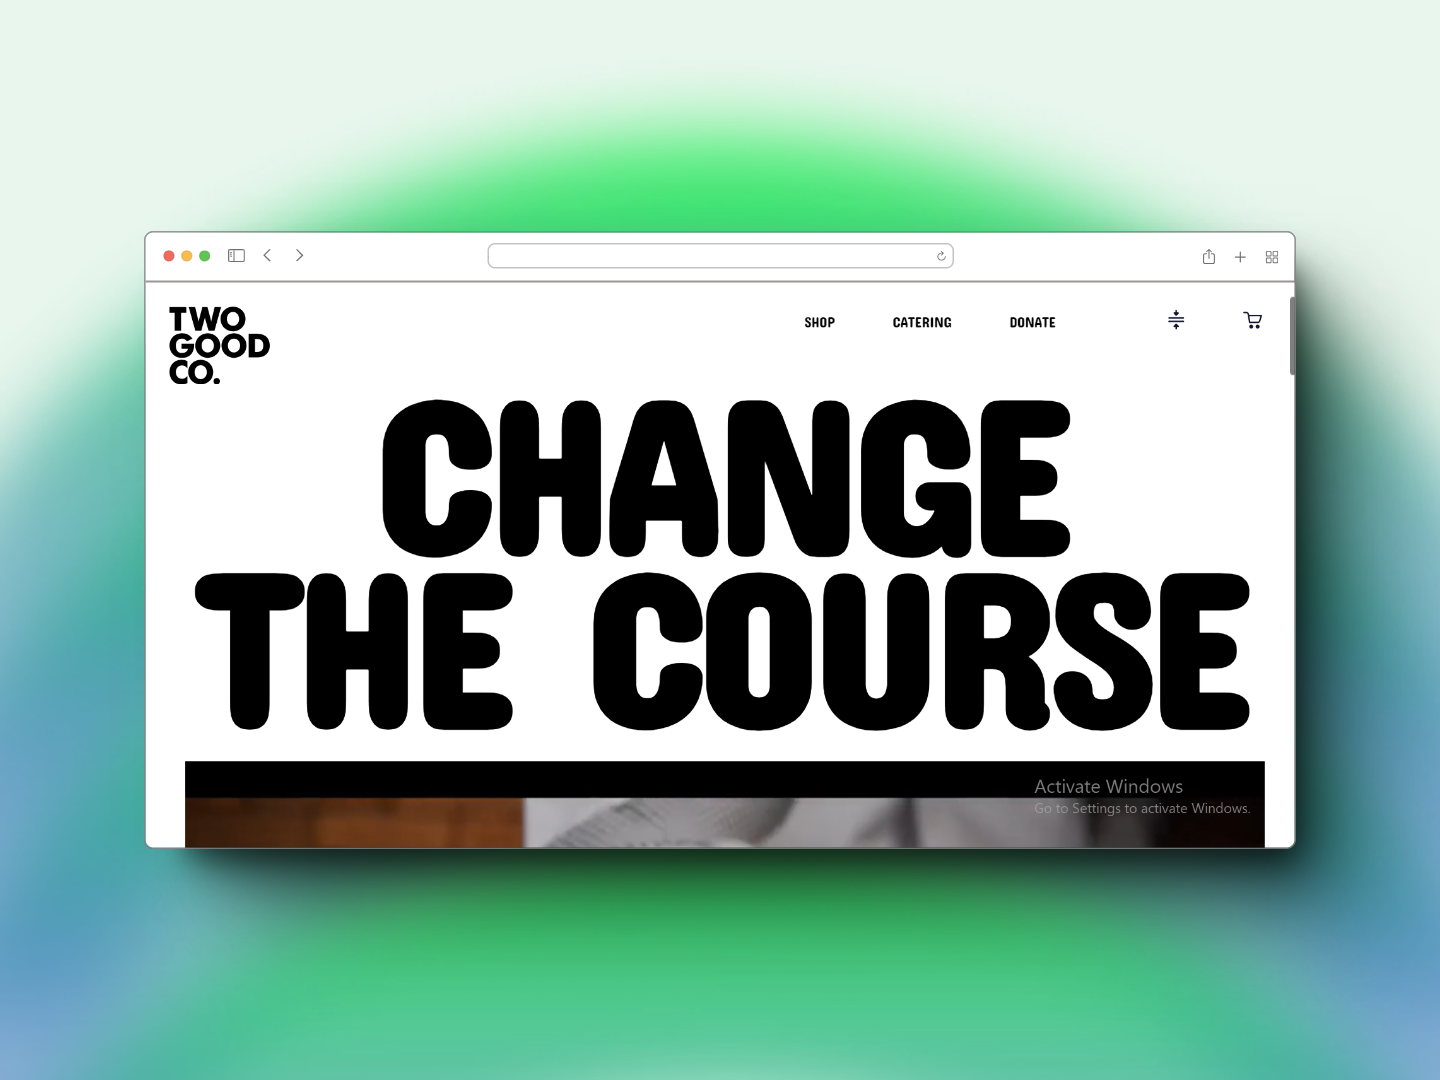 TWO
GOOD
CO.
SHOP CATERING DONATE
CHANGE
THE COURSE
Activate Windows
Go to Settings to activate Windows.